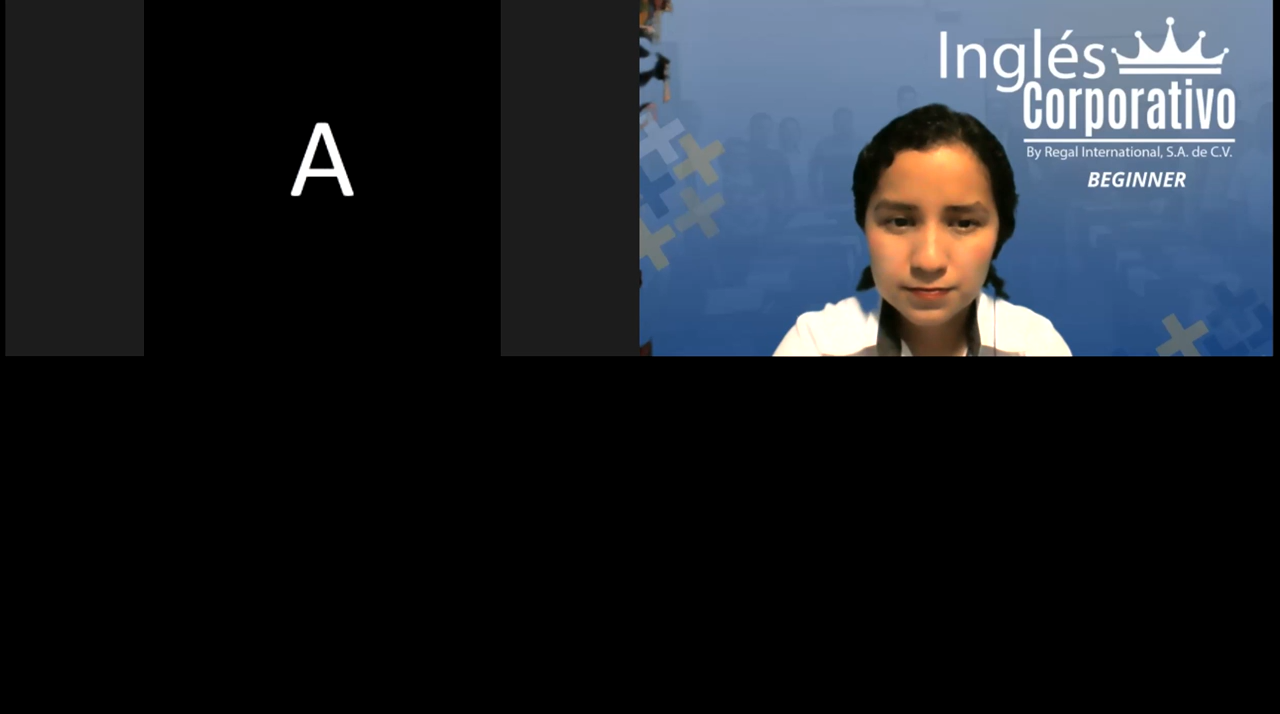 A
Inglés
Corporativo
By Regal International, S.A. de C.V.
BEGINNER